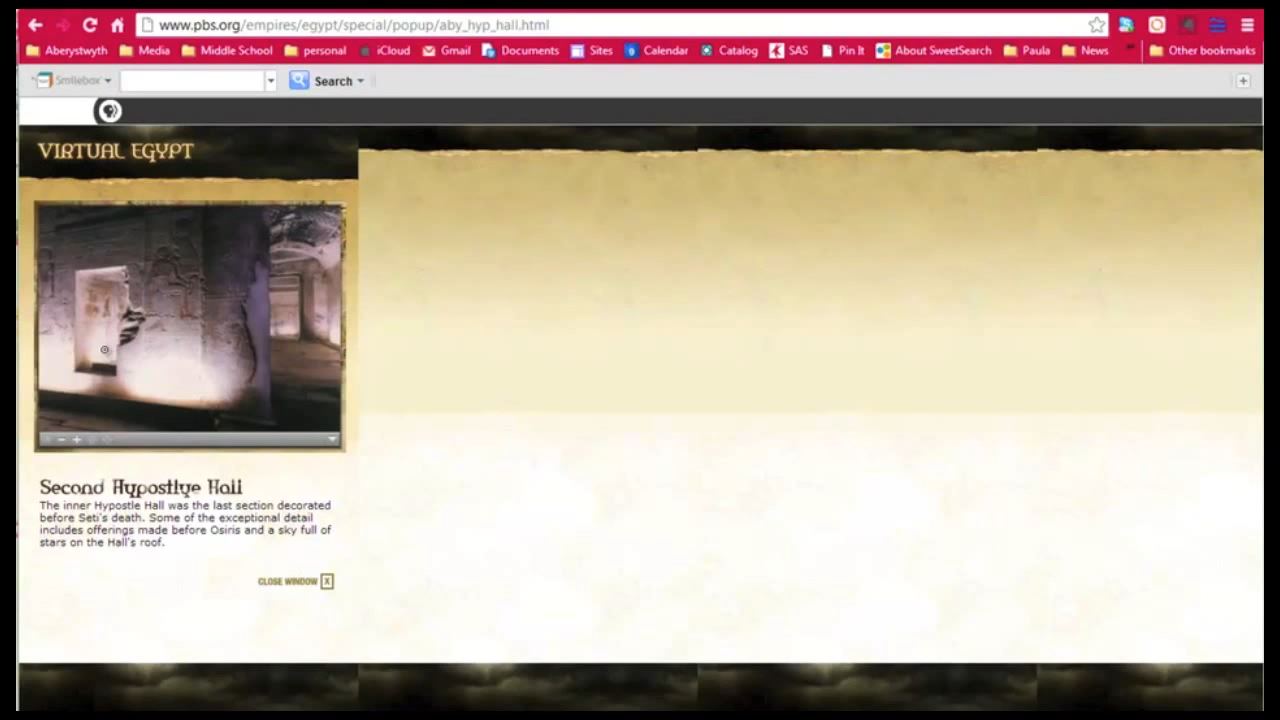 www.pbs.org/empires/egypt/special/popup/aby_hyp_hall.html
Aberystwyth Media Middle School personal iCloud Gmail Documents Sites Calendar Catalog SAS Pin It About SweetSearch Paula News Other bookmarks
Smilebox Search
VIRTUAL EGYPT
Second Hypostlye Hall
The inner Hypostle Hall was the last section decorated
before Seti's death. Some of the exceptional detail
includes offerings made before Osiris and a sky full of
stars on the Hall's roof.
CLOSE WINDOW X